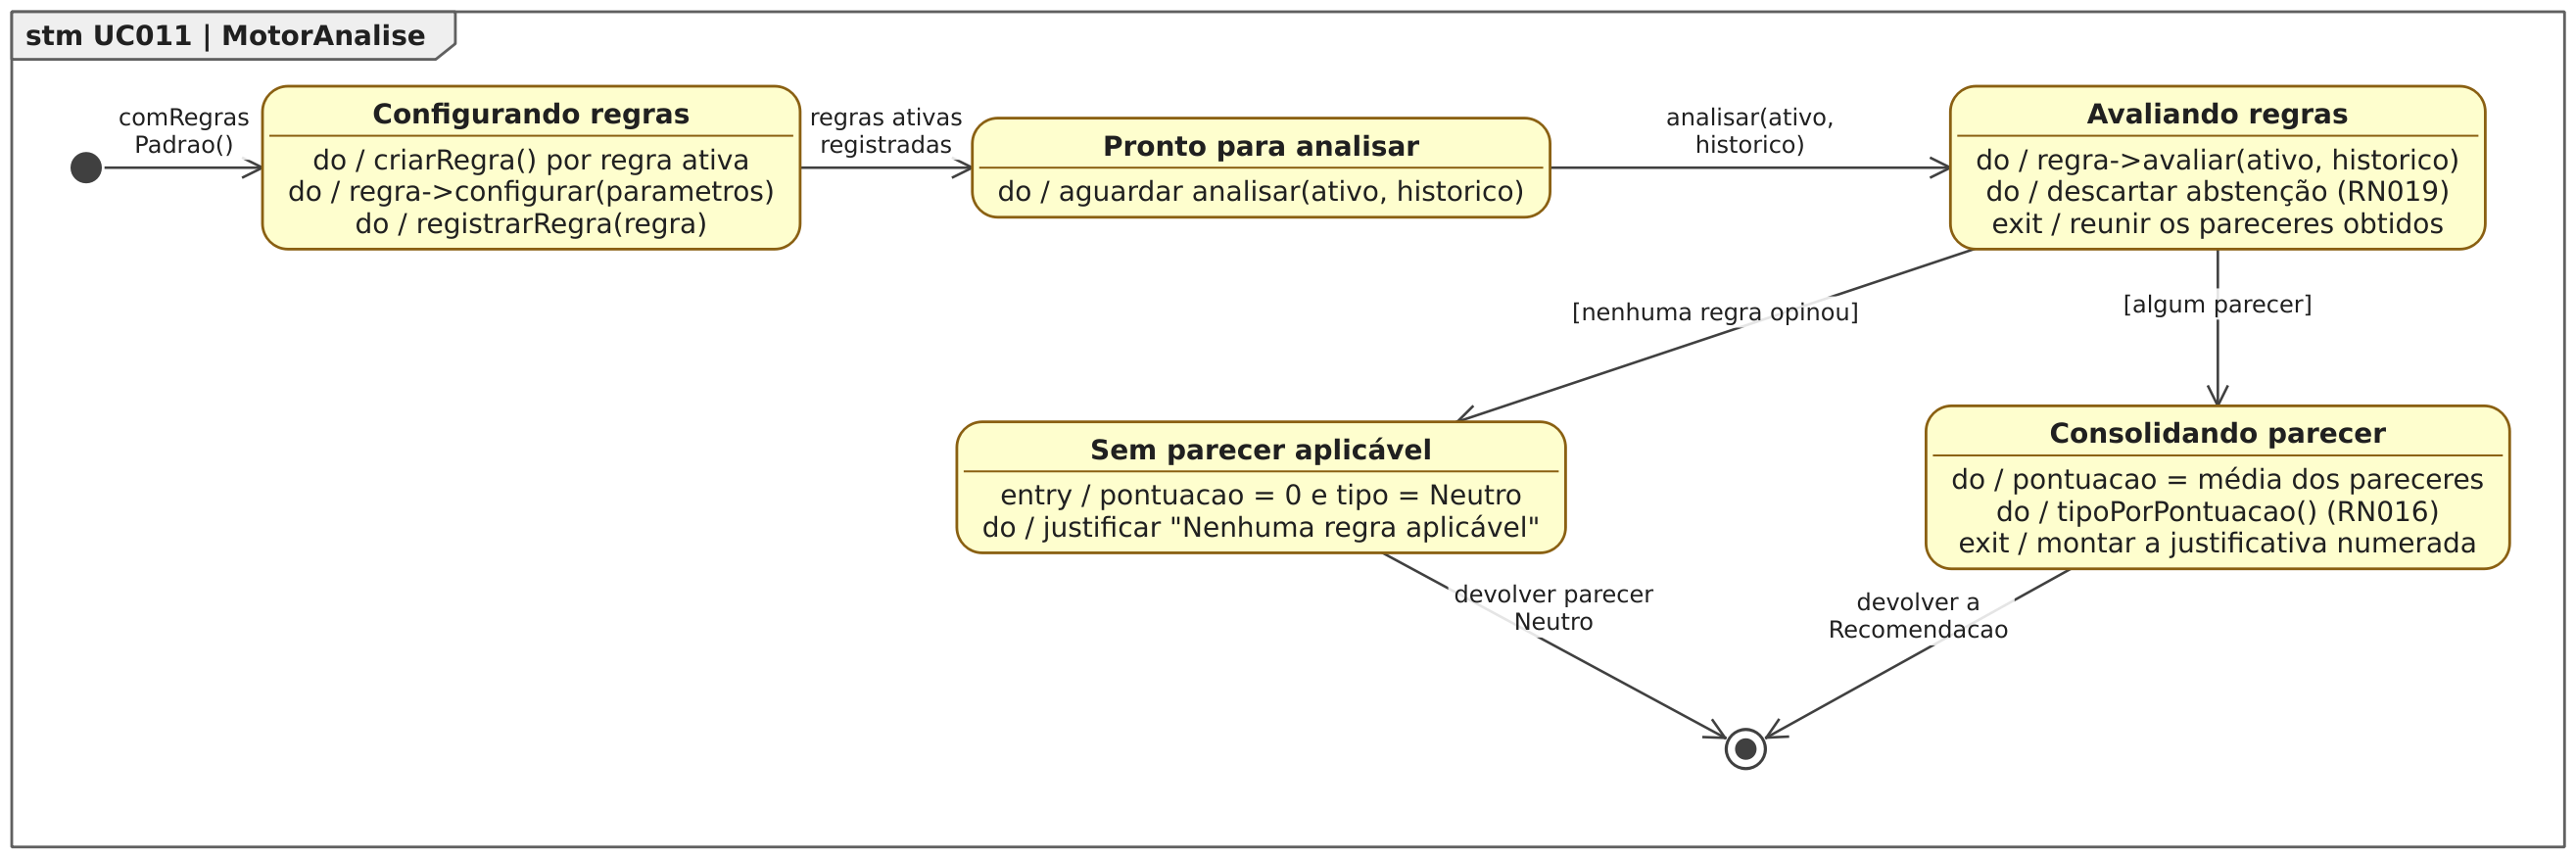 stm UC011 | MotorAnalise
comRegras
Padrao()
Configurando regras
do / criarRegra() por regra ativa
do / regra->configurar(parametros)
do / registrarRegra(regra)
regras ativas
registradas
Pronto para analisar
do / aguardar analisar(ativo, historico)
analisar(ativo,
historico)
Avaliando regras
do / regra->avaliar(ativo, historico)
do / descartar abstenção (RN019)
exit / reunir os pareceres obtidos
[nenhuma regra opinou]
[algum parecer]
Sem parecer aplicável
entry / pontuacao = 0 e tipo = Neutro
do / justificar "Nenhuma regra aplicável"
Consolidando parecer
do / pontuacao = média dos pareceres
do / tipoPorPontuacao() (RN016)
exit / montar a justificativa numerada
devolver parecer
Neutro
devolver a
Recomendacao